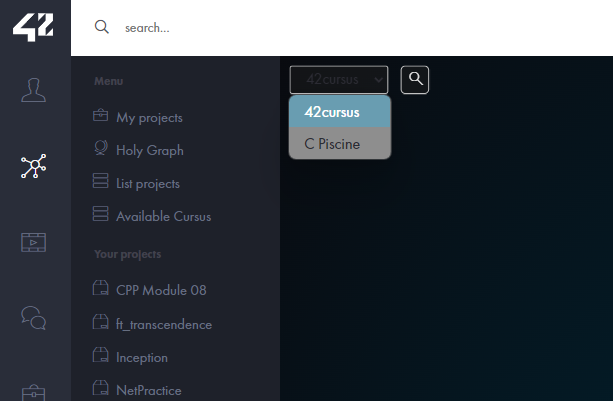 42
search...
Menu
My projects
Holy Graph
List projects
Available Cursus
Your projects
CPP Module 08
ft_transcendence
Inception
NetPractice
42cursus
42cursus
C Piscine